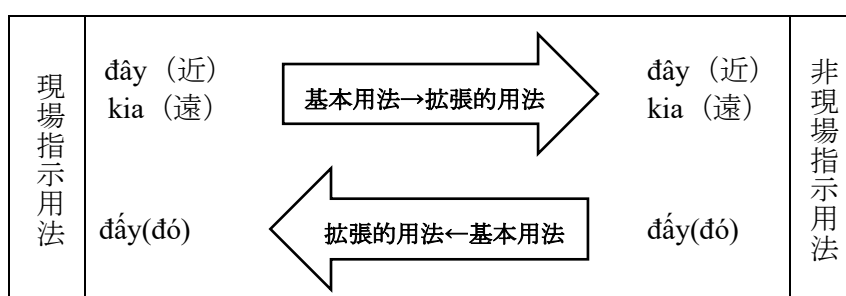 現場指示用法
đây（近）
kia（遠）
基本用法→拡張的用法
đây（近）
kia（遠）
đấy(đó)
拡張的用法←基本用法
đấy(đó)
非現場指示用法